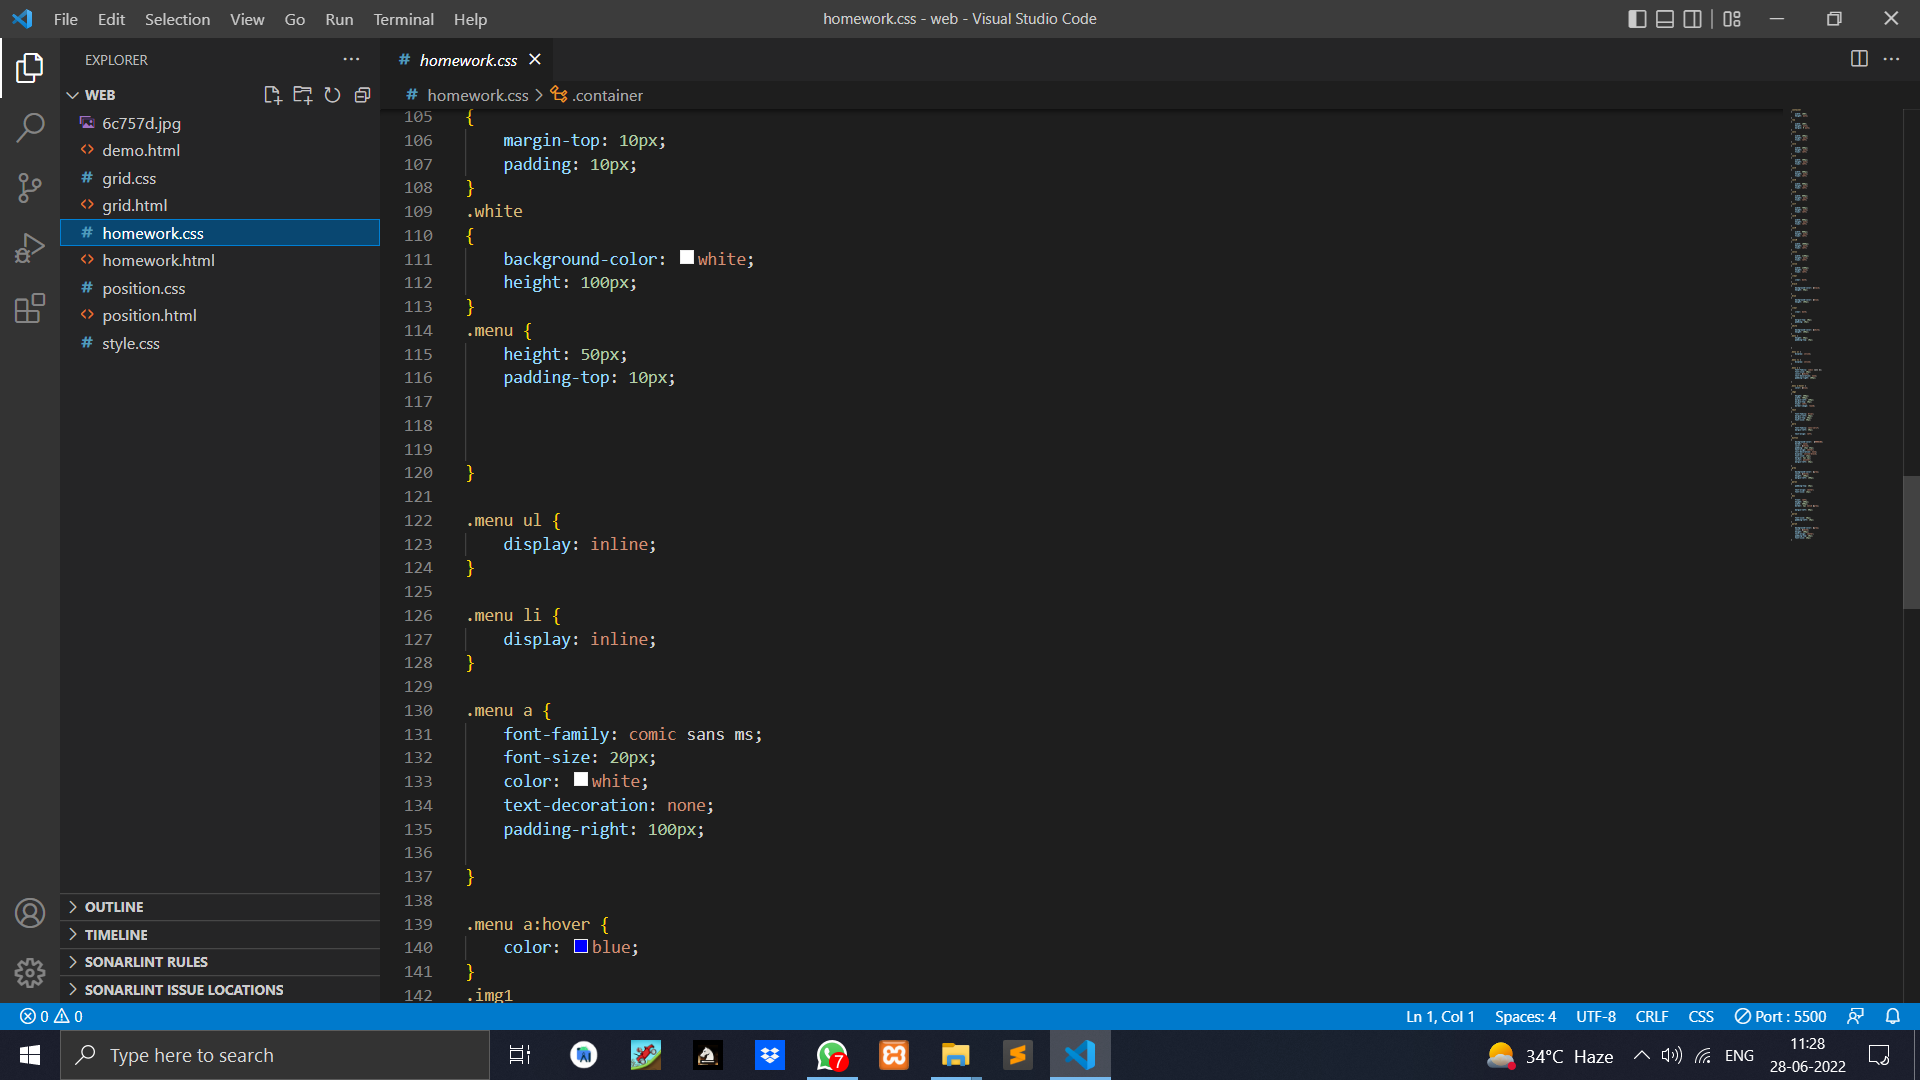 File Edit Selection View Go Run Terminal Help
homework.css - web - Visual Studio Code
EXPLORER
WEB
6c757d.jpg
demo.html
grid.css
grid.html
homework.css
homework.html
position.css
position.html
style.css
OUTLINE
TIMELINE
SONARLINT RULES
SONARLINT ISSUE LOCATIONS
# homework.css
# homework.css > .container
105 {
106 margin-top: 10px;
107 padding: 10px;
108 }
109 .white
110 {
111 background-color: white;
112 height: 100px;
113 }
114 .menu {
115 height: 50px;
116 padding-top: 10px;
117
118
119
120 }
121
122 .menu ul {
123 display: inline;
124 }
125
126 .menu li {
127 display: inline;
128 }
129
130 .menu a {
131 font-family: comic sans ms;
132 font-size: 20px;
133 color: white;
134 text-decoration: none;
135 padding-right: 100px;
136
137 }
138
139 .menu a:hover {
140 color: blue;
141 }
142 .img1
0 0
Ln 1, Col 1 Spaces: 4 UTF-8 CRLF CSS Port : 5500
Type here to search
7
34°C Haze
ENG
11:28
28-06-2022